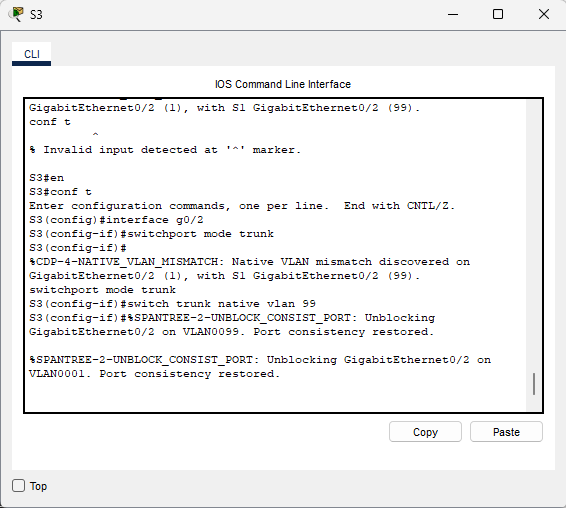 S3
CLI
IOS Command Line Interface
GigabitEthernet0/2 (1), with S1 GigabitEthernet0/2 (99).
conf t
^
% Invalid input detected at '^' marker.
S3#en
S3#conf t
Enter configuration commands, one per line.  End with CNTL/Z.
S3(config)#interface g0/2
S3(config-if)#switchport mode trunk
S3(config-if)#
%CDP-4-NATIVE_VLAN_MISMATCH: Native VLAN mismatch discovered on
GigabitEthernet0/2 (1), with S1 GigabitEthernet0/2 (99).
switchport mode trunk
S3(config-if)#switch trunk native vlan 99
S3(config-if)#%SPANTREE-2-UNBLOCK_CONSIST_PORT: Unblocking
GigabitEthernet0/2 on VLAN0099. Port consistency restored.
%SPANTREE-2-UNBLOCK_CONSIST_PORT: Unblocking GigabitEthernet0/2 on
VLAN0001. Port consistency restored.
Copy
Paste
Top